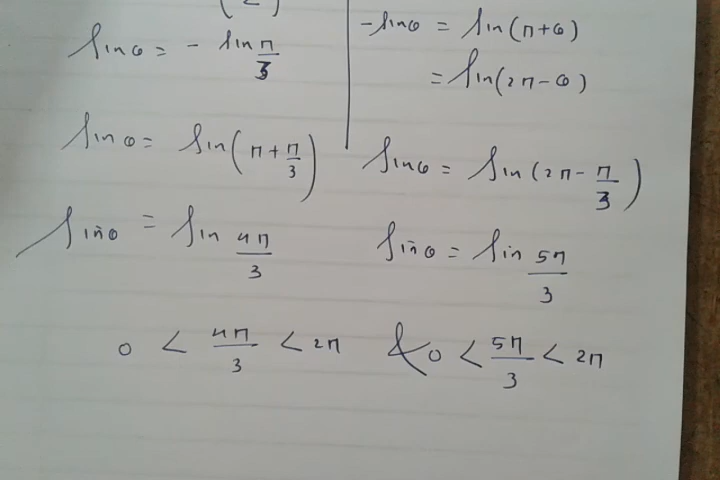 -sinθ = sin(π+θ)
sinθ = - sin π/3
= sin(2π-θ)
sinθ = sin(π+π/3)
sinθ = sin(2π-π/3)
sinθ = sin 4π/3
sinθ = sin 5π/3
0 < 4π/3 < 2π & 0 < 5π/3 < 2π